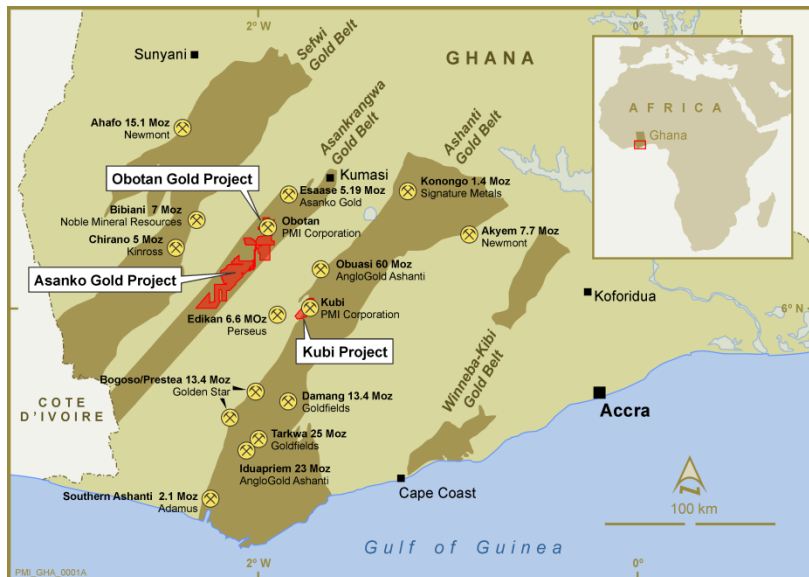 2° W
0°
Sunyani
Sefwi
Gold Belt
GHANA
AFRICA
Ghana
Ahafo 15.1 Moz
Newmont
Asankrangwa
Gold Belt
Ashanti
Gold Belt
Obotan Gold Project
Kumasi
Esaase 5.19 Moz
Asanko Gold
Konongo 1.4 Moz
Signature Metals
Bibiani 7 Moz
Noble Mineral Resources
Obotan
PMI Corporation
Akyem 7.7 Moz
Newmont
Chirano 5 Moz
Kinross
Asanko Gold Project
Obuasi 60 Moz
AngloGold Ashanti
Koforidua
6° N
Edikan 6.6 MOz
Perseus
Kubi
PMI Corporation
Kubi Project
Winneba-Kibi
Gold Belt
Bogoso/Prestea 13.4 Moz
Golden Star
COTE
D'IVOIRE
Damang 13.4 Moz
Goldfields
Accra
Tarkwa 25 Moz
Goldfields
Iduapriem 23 Moz
AngloGold Ashanti
Southern Ashanti 2.1 Moz
Adamus
Cape Coast
N
100 km
Gulf of Guinea
PMI_GHA_0001A
2° W
0°